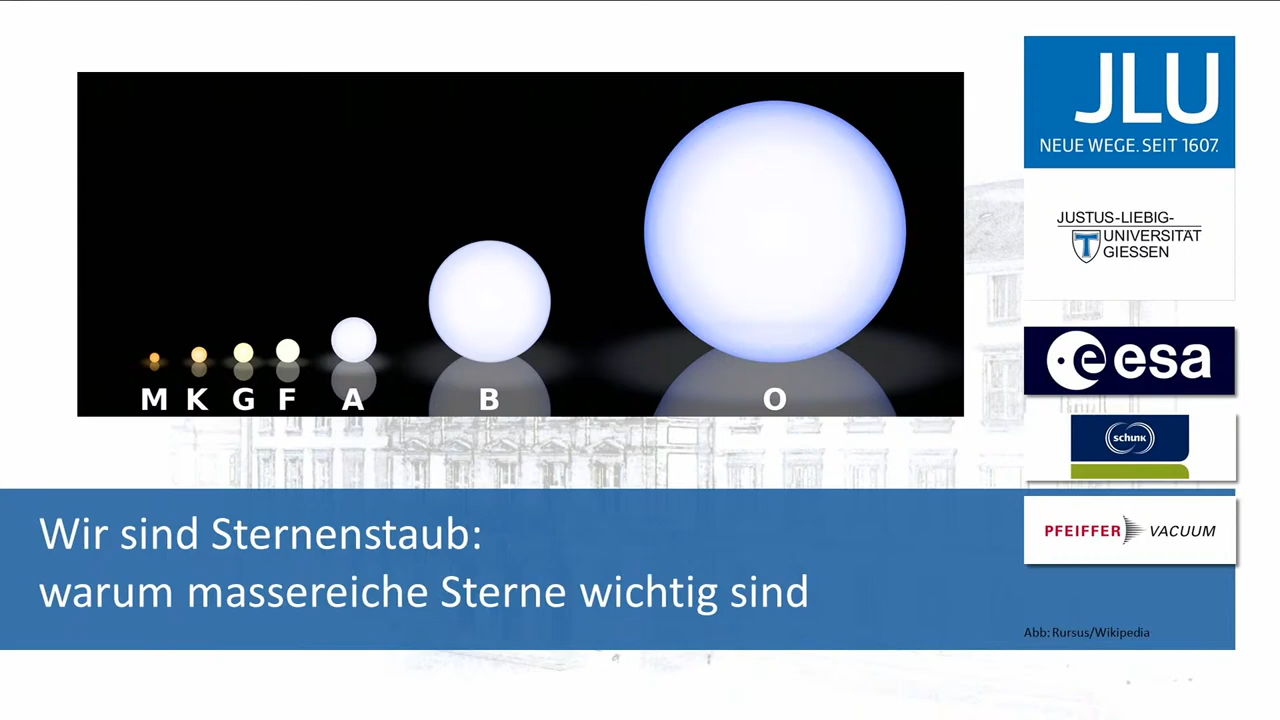 JLU
NEUE WEGE. SEIT 1607.
JUSTUS-LIEBIG-
UNIVERSITÄT
GIESSEN
M K G F A B O
esa
schunk
PFEIFFER VACUUM
Wir sind Sternenstaub:
warum massereiche Sterne wichtig sind
Abb: Rursus/Wikipedia